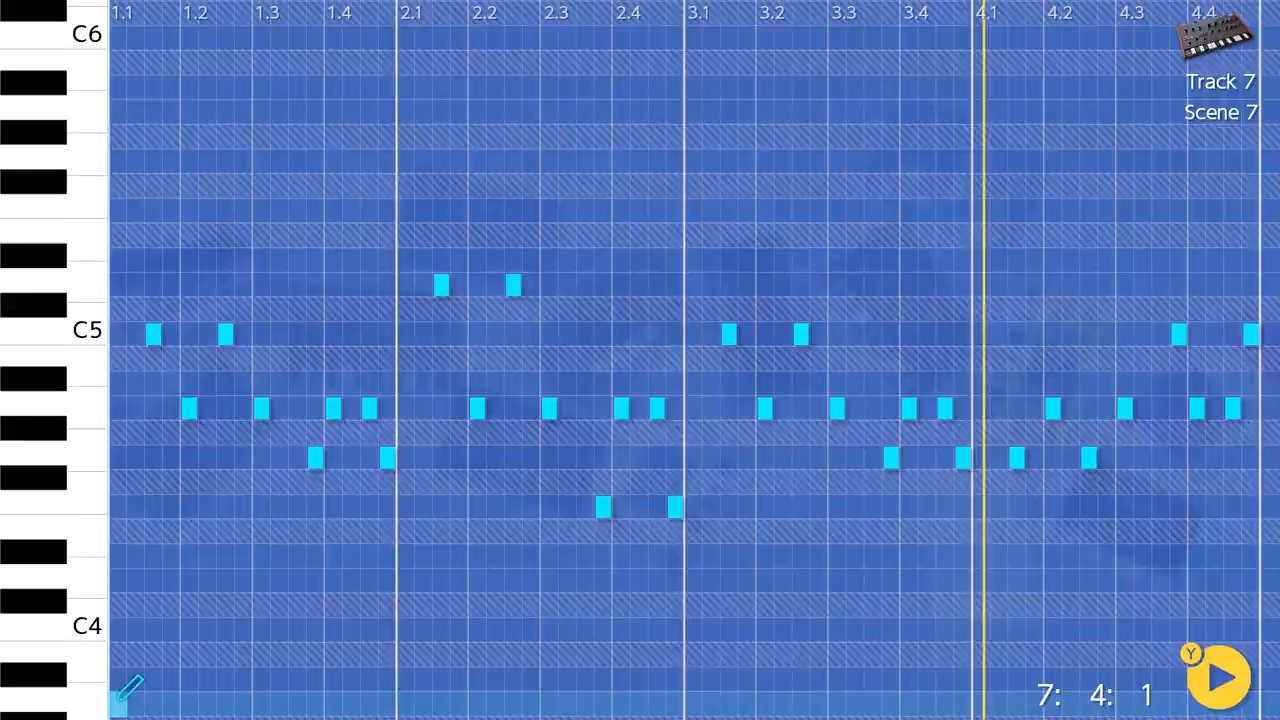 1.1 1.2 1.3 1.4 2.1 2.2 2.3 2.4 3.1 3.2 3.3 3.4 4.1 4.2 4.3 4.4
C6
Track 7
Scene 7
C5
C4
Y
7: 4: 1